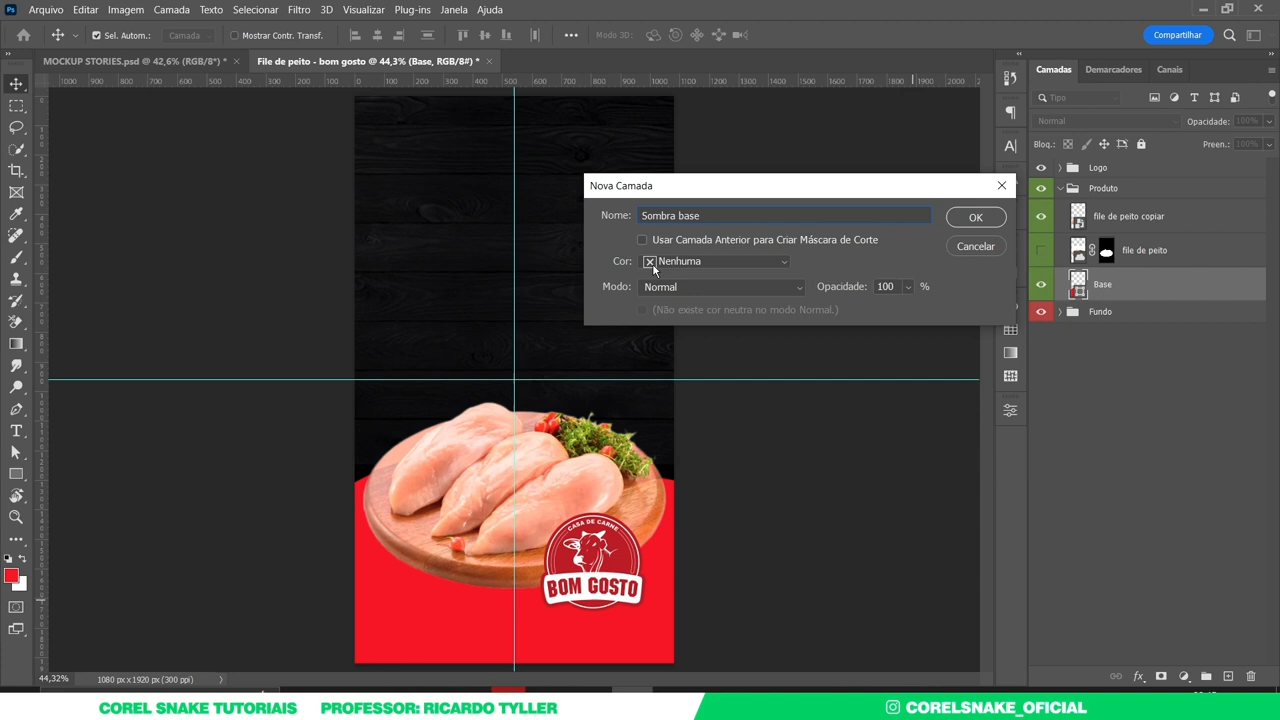 Ps Arquivo Editar Imagem Camada Texto Selecionar Filtro 3D Visualizar Plug-ins Janela Ajuda
Sel. Autom.: Camada Mostrar Contr. Transf. Modo 3D: Compartilhar
MOCKUP STORIES.psd @ 42,6% (RGB/8*) * File de peito - bom gosto @ 44,3% (Base, RGB/8#) *
Camadas Demarcadores Canais
Tipo
Normal Opacidade: 100%
Bloq.: Preen.: 100%
Logo
Produto
file de peito copiar
file de peito
Base
Fundo
Nova Camada
Nome: Sombra base OK
Usar Camada Anterior para Criar Máscara de Corte
Cor: Nenhuma Cancelar
Modo: Normal Opacidade: 100 %
(Não existe cor neutra no modo Normal.)
CASA DE CARNE
BOM GOSTO
44,32% 1080 px x 1920 px (300 ppi)
COREL SNAKE TUTORIAIS PROFESSOR: RICARDO TYLLER CORELSNAKE_OFICIAL